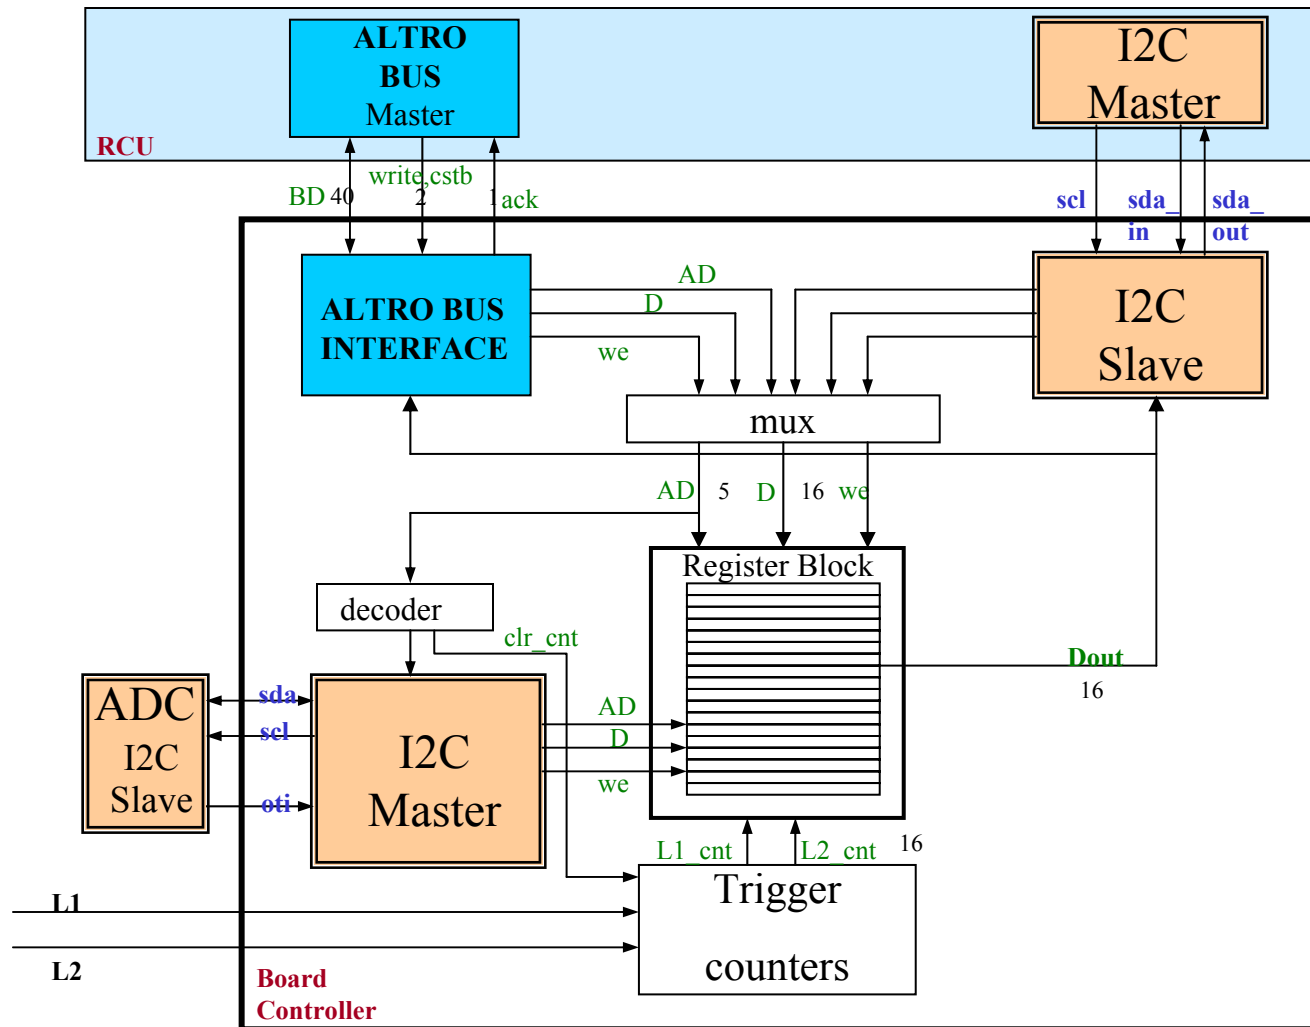 ALTRO
BUS
Master
I2C
Master
RCU
BD 40
write,cstb
2
1 ack
scl
sda_
in
sda_
out
ALTRO BUS
INTERFACE
AD
D
we
I2C
Slave
mux
AD 5
D 16
we
Register Block
decoder
clr_cnt
Dout
16
ADC
I2C
Slave
sda
scl
oti
I2C
Master
AD
D
we
L1_cnt
L2_cnt
16
Trigger
counters
L1
L2
Board
Controller